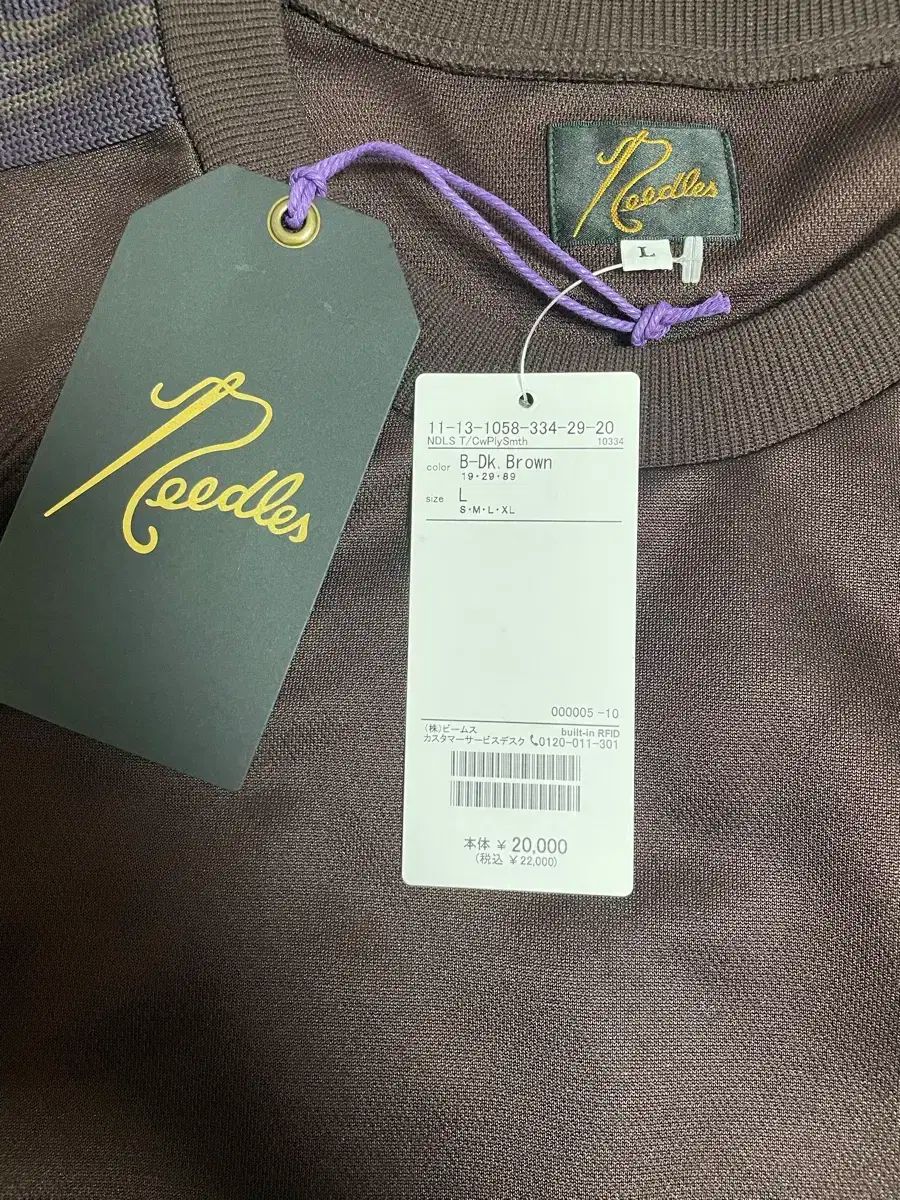 Needles
L
Needles
11-13-1058-334-29-20
NDLS T/CwPlySmth 10334
color B-Dk.Brown
19・29・89
size L
S・M・L・XL
000005 -10
(株)ビームス built-in RFID
カスタマーサービスデスク 0120-011-301
本体 ¥ 20,000
(税込 ¥22,000)